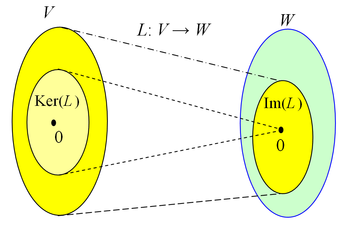 V
L: V → W
W
Ker(L)
0
Im(L)
0